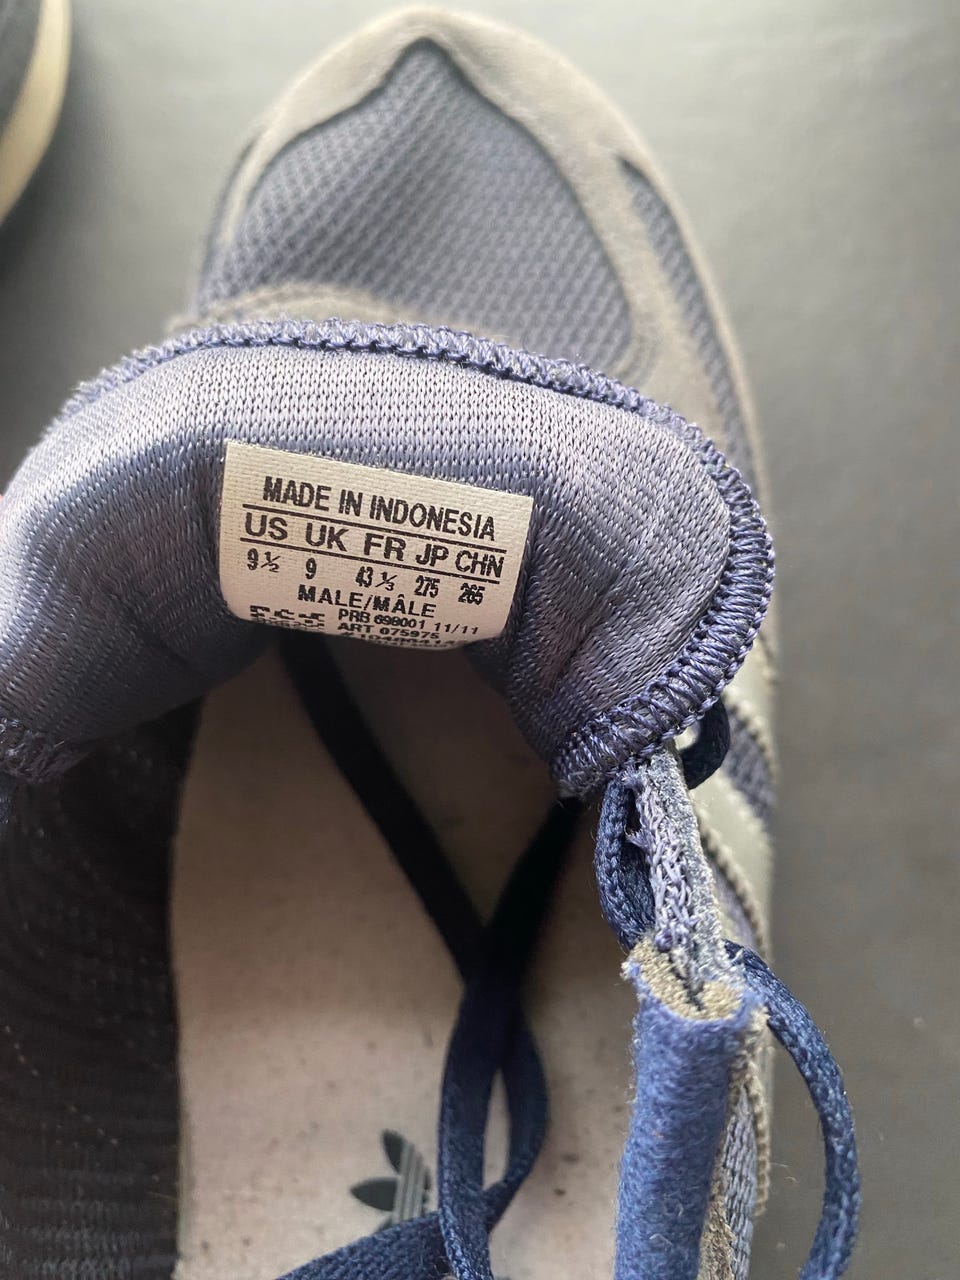 MADE IN INDONESIA
US UK FR JP CHN
9½ 9 43⅓ 275 265
MALE/MÂLE
PRB 699001 11/11
ART 075975